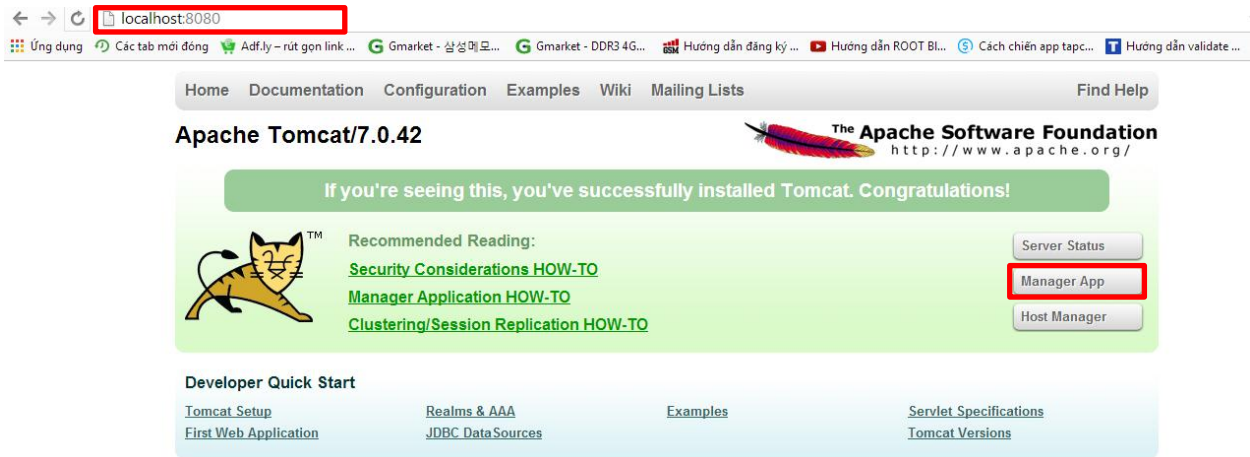 localhost:8080
Ứng dụng Các tab mới đóng Adf.ly – rút gọn link ... Gmarket - 삼성메모... Gmarket - DDR3 4G... Hướng dẫn đăng ký ... Hướng dẫn ROOT Bl... Cách chiến app tapc... Hướng dẫn validate ...
Home Documentation Configuration Examples Wiki Mailing Lists Find Help
Apache Tomcat/7.0.42
The Apache Software Foundation
http://www.apache.org/
If you're seeing this, you've successfully installed Tomcat. Congratulations!
TM
Recommended Reading:
Security Considerations HOW-TO
Manager Application HOW-TO
Clustering/Session Replication HOW-TO
Server Status
Manager App
Host Manager
Developer Quick Start
Tomcat Setup Realms & AAA Examples Servlet Specifications
First Web Application JDBC DataSources Tomcat Versions